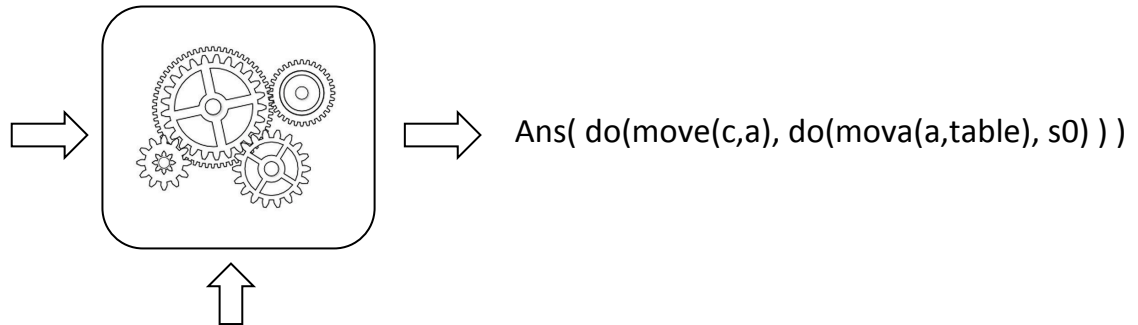 Ans( do(move(c,a), do(mova(a,table), s0) ) )